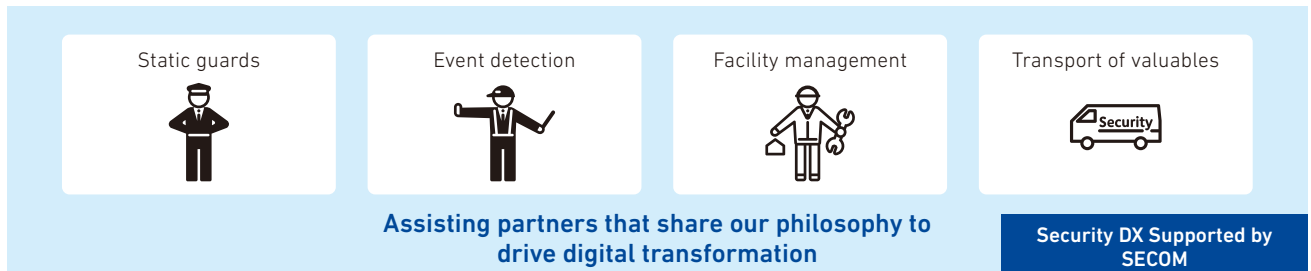 Static guards
Event detection
Facility management
Transport of valuables
Security
Assisting partners that share our philosophy to
drive digital transformation
Security DX Supported by
SECOM